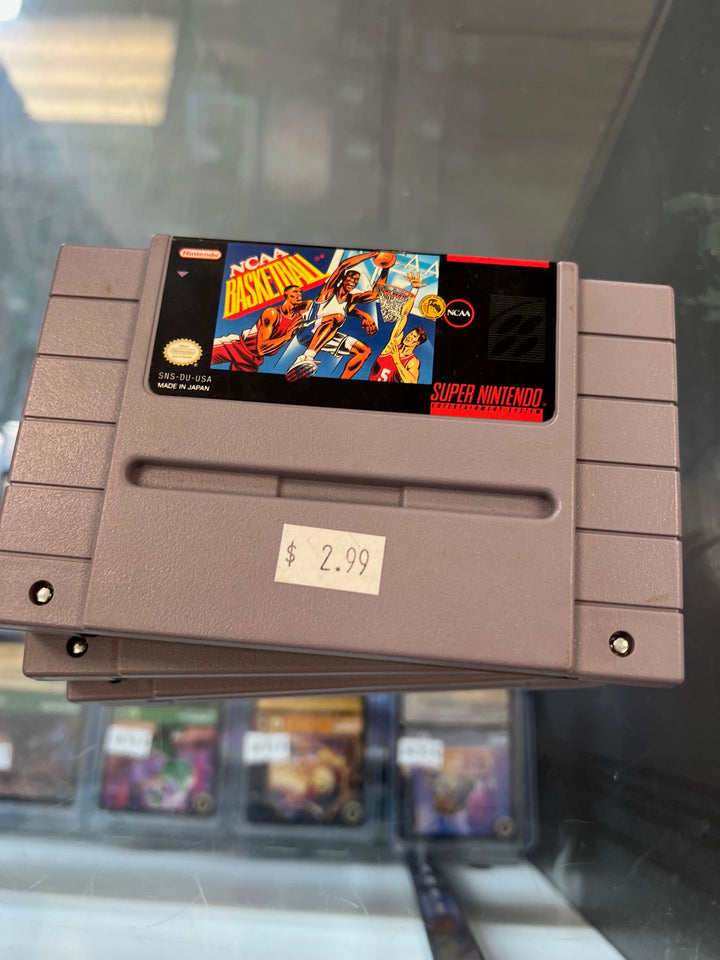 Nintendo
NCAA
BASKETBALL
NCAA
SNS-DU-USA
MADE IN JAPAN
SUPER NINTENDO
ENTERTAINMENT SYSTEM
$ 2.99